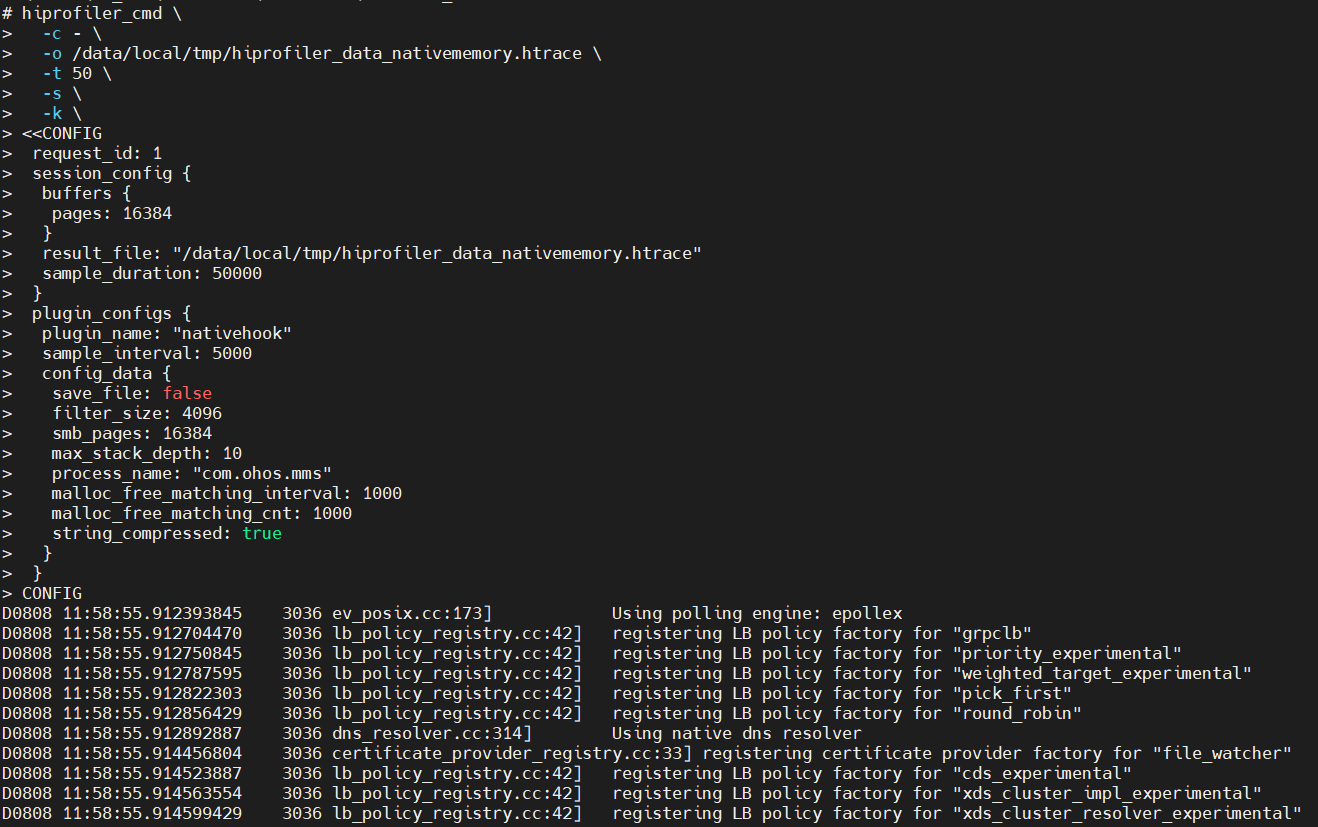 # hiprofiler_cmd \
>   -c - \
>   -o /data/local/tmp/hiprofiler_data_nativememory.htrace \
>   -t 50 \
>   -s \
>   -k \
> <<CONFIG
>  request_id: 1
>  session_config {
>   buffers {
>    pages: 16384
>   }
>   result_file: "/data/local/tmp/hiprofiler_data_nativememory.htrace"
>   sample_duration: 50000
>  }
>  plugin_configs {
>   plugin_name: "nativehook"
>   sample_interval: 5000
>   config_data {
>    save_file: false
>    filter_size: 4096
>    smb_pages: 16384
>    max_stack_depth: 10
>    process_name: "com.ohos.mms"
>    malloc_free_matching_interval: 1000
>    malloc_free_matching_cnt: 1000
>    string_compressed: true
>   }
>  }
> CONFIG
D0808 11:58:55.912393845    3036 ev_posix.cc:173]            Using polling engine: epollex
D0808 11:58:55.912704470    3036 lb_policy_registry.cc:42]   registering LB policy factory for "grpclb"
D0808 11:58:55.912750845    3036 lb_policy_registry.cc:42]   registering LB policy factory for "priority_experimental"
D0808 11:58:55.912787595    3036 lb_policy_registry.cc:42]   registering LB policy factory for "weighted_target_experimental"
D0808 11:58:55.912822303    3036 lb_policy_registry.cc:42]   registering LB policy factory for "pick_first"
D0808 11:58:55.912856429    3036 lb_policy_registry.cc:42]   registering LB policy factory for "round_robin"
D0808 11:58:55.912892887    3036 dns_resolver.cc:314]        Using native dns resolver
D0808 11:58:55.914456804    3036 certificate_provider_registry.cc:33] registering certificate provider factory for "file_watcher"
D0808 11:58:55.914523887    3036 lb_policy_registry.cc:42]   registering LB policy factory for "cds_experimental"
D0808 11:58:55.914563554    3036 lb_policy_registry.cc:42]   registering LB policy factory for "xds_cluster_impl_experimental"
D0808 11:58:55.914599429    3036 lb_policy_registry.cc:42]   registering LB policy factory for "xds_cluster_resolver_experimental"